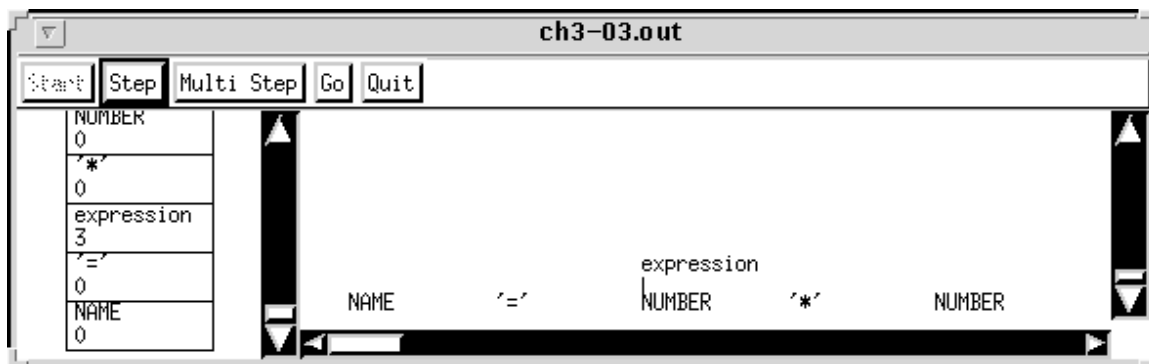 ch3-03.out
Start Step Multi Step Go Quit
NUMBER
0
'*'
0
expression
3
'='
0
NAME
0
expression
NAME '=' NUMBER '*' NUMBER